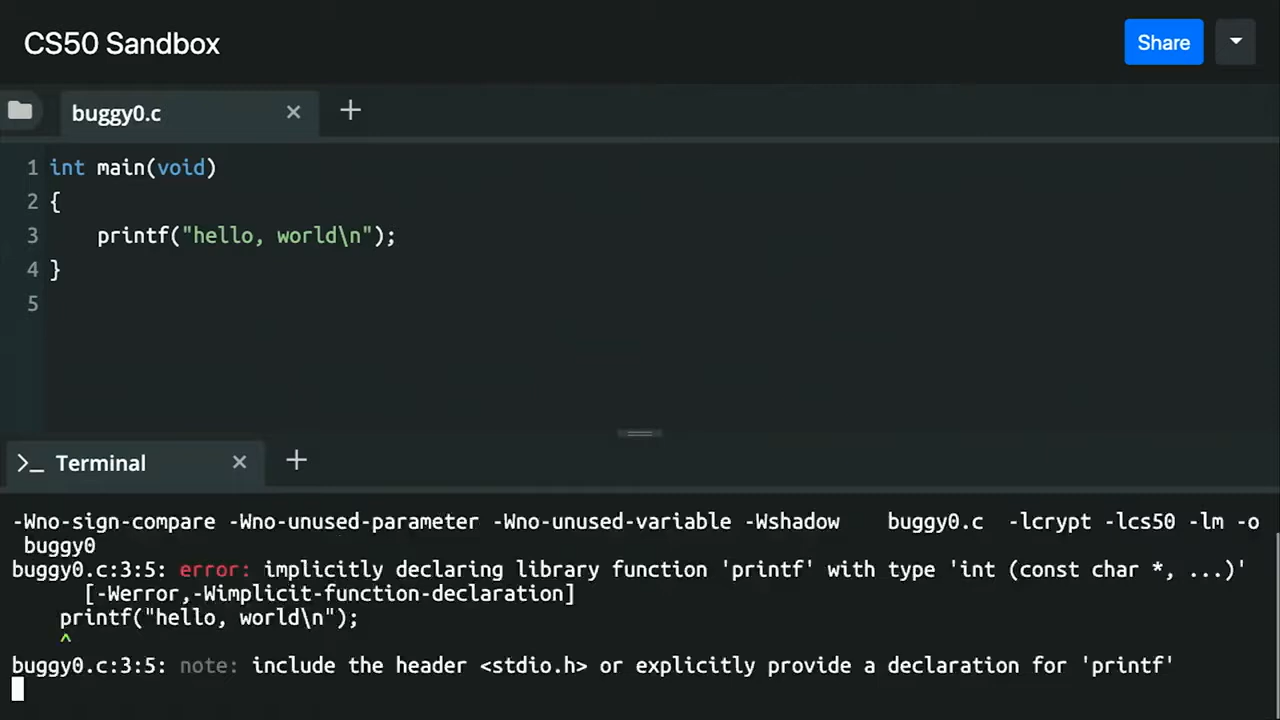 CS50 Sandbox
Share
buggy0.c
1 int main(void)
2 {
3     printf("hello, world\n");
4 }
5
>_ Terminal
-Wno-sign-compare -Wno-unused-parameter -Wno-unused-variable -Wshadow    buggy0.c  -lcrypt -lcs50 -lm -o
 buggy0
buggy0.c:3:5: error: implicitly declaring library function 'printf' with type 'int (const char *, ...)'
      [-Werror,-Wimplicit-function-declaration]
    printf("hello, world\n");
    ^
buggy0.c:3:5: note: include the header <stdio.h> or explicitly provide a declaration for 'printf'